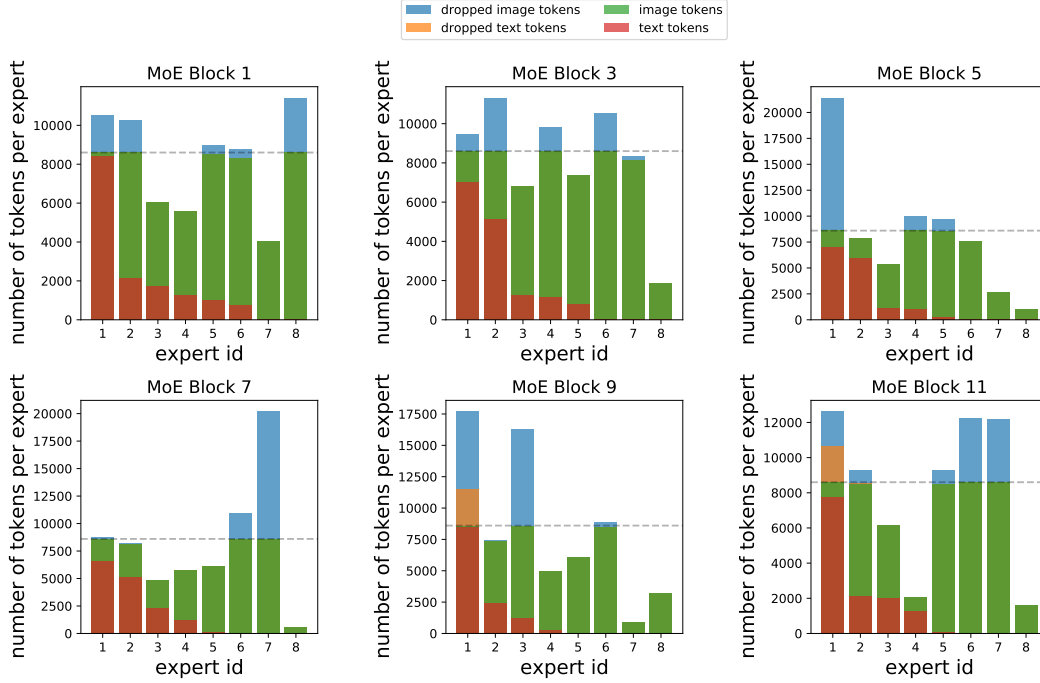 dropped image tokens
dropped text tokens
image tokens
text tokens
MoE Block 1
number of tokens per expert
10000
8000
6000
4000
2000
0
1 2 3 4 5 6 7 8
expert id
MoE Block 3
number of tokens per expert
10000
8000
6000
4000
2000
0
1 2 3 4 5 6 7 8
expert id
MoE Block 5
number of tokens per expert
20000
17500
15000
12500
10000
7500
5000
2500
0
1 2 3 4 5 6 7 8
expert id
MoE Block 7
number of tokens per expert
20000
17500
15000
12500
10000
7500
5000
2500
0
1 2 3 4 5 6 7 8
expert id
MoE Block 9
number of tokens per expert
17500
15000
12500
10000
7500
5000
2500
0
1 2 3 4 5 6 7 8
expert id
MoE Block 11
number of tokens per expert
12000
10000
8000
6000
4000
2000
0
1 2 3 4 5 6 7 8
expert id